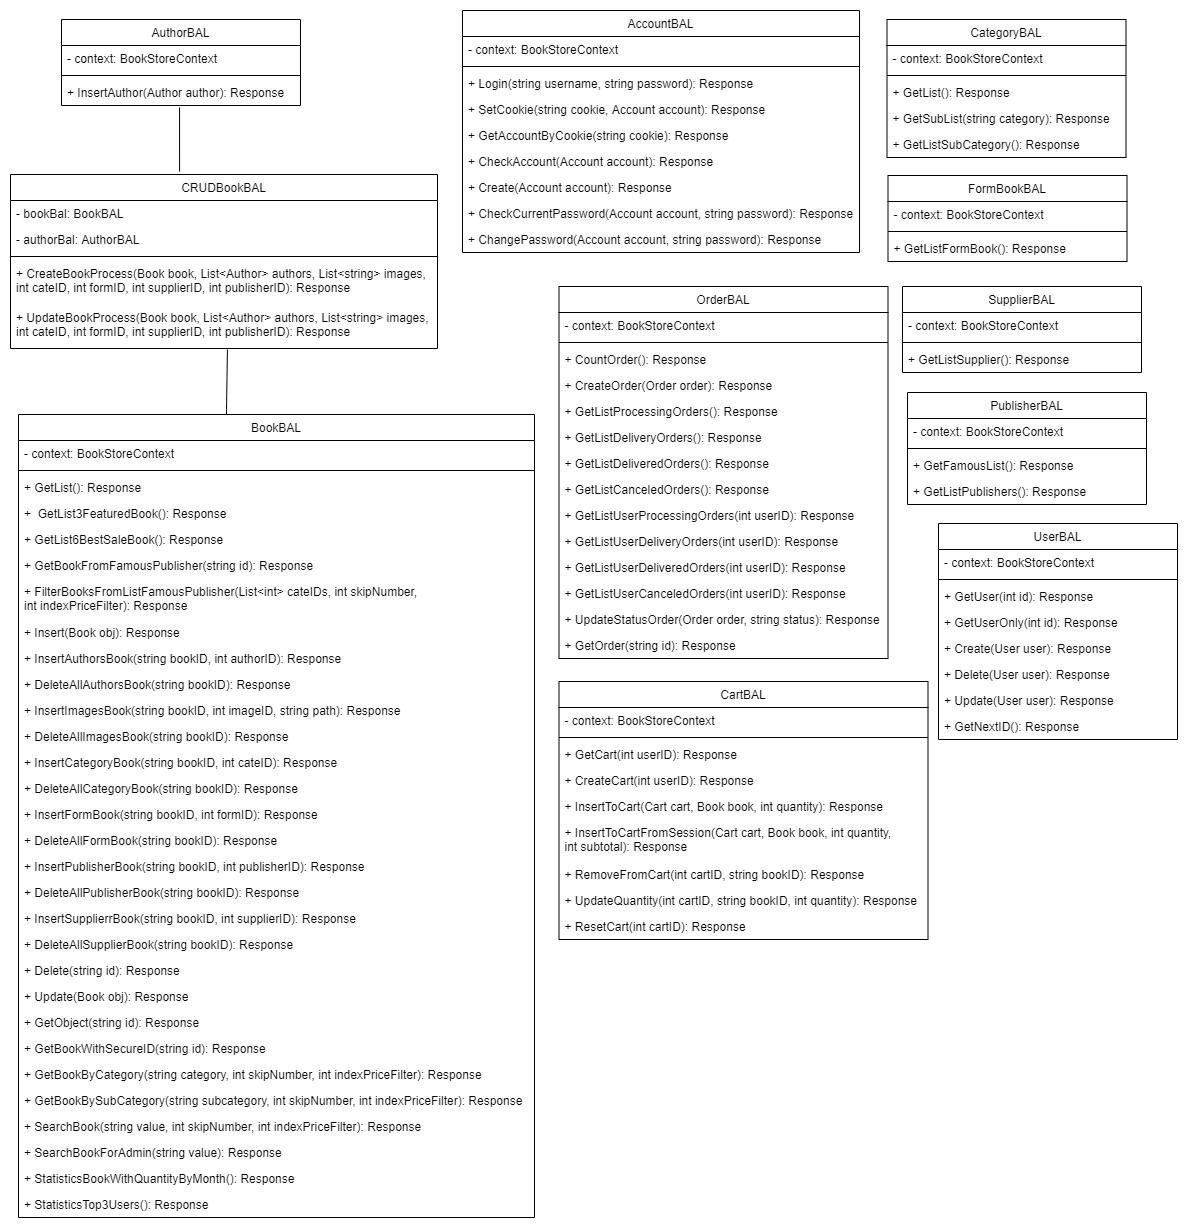 AuthorBAL
- context: BookStoreContext
+ InsertAuthor(Author author): Response
CRUDBookBAL
- bookBal: BookBAL
- authorBal: AuthorBAL
+ CreateBookProcess(Book book, List<Author> authors, List<string> images,
int cateID, int formID, int supplierID, int publisherID): Response
+ UpdateBookProcess(Book book, List<Author> authors, List<string> images,
int cateID, int formID, int supplierID, int publisherID): Response
BookBAL
- context: BookStoreContext
+ GetList(): Response
+  GetList3FeaturedBook(): Response
+ GetList6BestSaleBook(): Response
+ GetBookFromFamousPublisher(string id): Response
+ FilterBooksFromListFamousPublisher(List<int> cateIDs, int skipNumber,
int indexPriceFilter): Response
+ Insert(Book obj): Response
+ InsertAuthorsBook(string bookID, int authorID): Response
+ DeleteAllAuthorsBook(string bookID): Response
+ InsertImagesBook(string bookID, int imageID, string path): Response
+ DeleteAllImagesBook(string bookID): Response
+ InsertCategoryBook(string bookID, int cateID): Response
+ DeleteAllCategoryBook(string bookID): Response
+ InsertFormBook(string bookID, int formID): Response
+ DeleteAllFormBook(string bookID): Response
+ InsertPublisherBook(string bookID, int publisherID): Response
+ DeleteAllPublisherBook(string bookID): Response
+ InsertSupplierrBook(string bookID, int supplierID): Response
+ DeleteAllSupplierBook(string bookID): Response
+ Delete(string id): Response
+ Update(Book obj): Response
+ GetObject(string id): Response
+ GetBookWithSecureID(string id): Response
+ GetBookByCategory(string category, int skipNumber, int indexPriceFilter): Response
+ GetBookBySubCategory(string subcategory, int skipNumber, int indexPriceFilter): Response
+ SearchBook(string value, int skipNumber, int indexPriceFilter): Response
+ SearchBookForAdmin(string value): Response
+ StatisticsBookWithQuantityByMonth(): Response
+ StatisticsTop3Users(): Response
AccountBAL
- context: BookStoreContext
+ Login(string username, string password): Response
+ SetCookie(string cookie, Account account): Response
+ GetAccountByCookie(string cookie): Response
+ CheckAccount(Account account): Response
+ Create(Account account): Response
+ CheckCurrentPassword(Account account, string password): Response
+ ChangePassword(Account account, string password): Response
OrderBAL
- context: BookStoreContext
+ CountOrder(): Response
+ CreateOrder(Order order): Response
+ GetListProcessingOrders(): Response
+ GetListDeliveryOrders(): Response
+ GetListDeliveredOrders(): Response
+ GetListCanceledOrders(): Response
+ GetListUserProcessingOrders(int userID): Response
+ GetListUserDeliveryOrders(int userID): Response
+ GetListUserDeliveredOrders(int userID): Response
+ GetListUserCanceledOrders(int userID): Response
+ UpdateStatusOrder(Order order, string status): Response
+ GetOrder(string id): Response
CartBAL
- context: BookStoreContext
+ GetCart(int userID): Response
+ CreateCart(int userID): Response
+ InsertToCart(Cart cart, Book book, int quantity): Response
+ InsertToCartFromSession(Cart cart, Book book, int quantity,
int subtotal): Response
+ RemoveFromCart(int cartID, string bookID): Response
+ UpdateQuantity(int cartID, string bookID, int quantity): Response
+ ResetCart(int cartID): Response
CategoryBAL
- context: BookStoreContext
+ GetList(): Response
+ GetSubList(string category): Response
+ GetListSubCategory(): Response
FormBookBAL
- context: BookStoreContext
+ GetListFormBook(): Response
SupplierBAL
- context: BookStoreContext
+ GetListSupplier(): Response
PublisherBAL
- context: BookStoreContext
+ GetFamousList(): Response
+ GetListPublishers(): Response
UserBAL
- context: BookStoreContext
+ GetUser(int id): Response
+ GetUserOnly(int id): Response
+ Create(User user): Response
+ Delete(User user): Response
+ Update(User user): Response
+ GetNextID(): Response